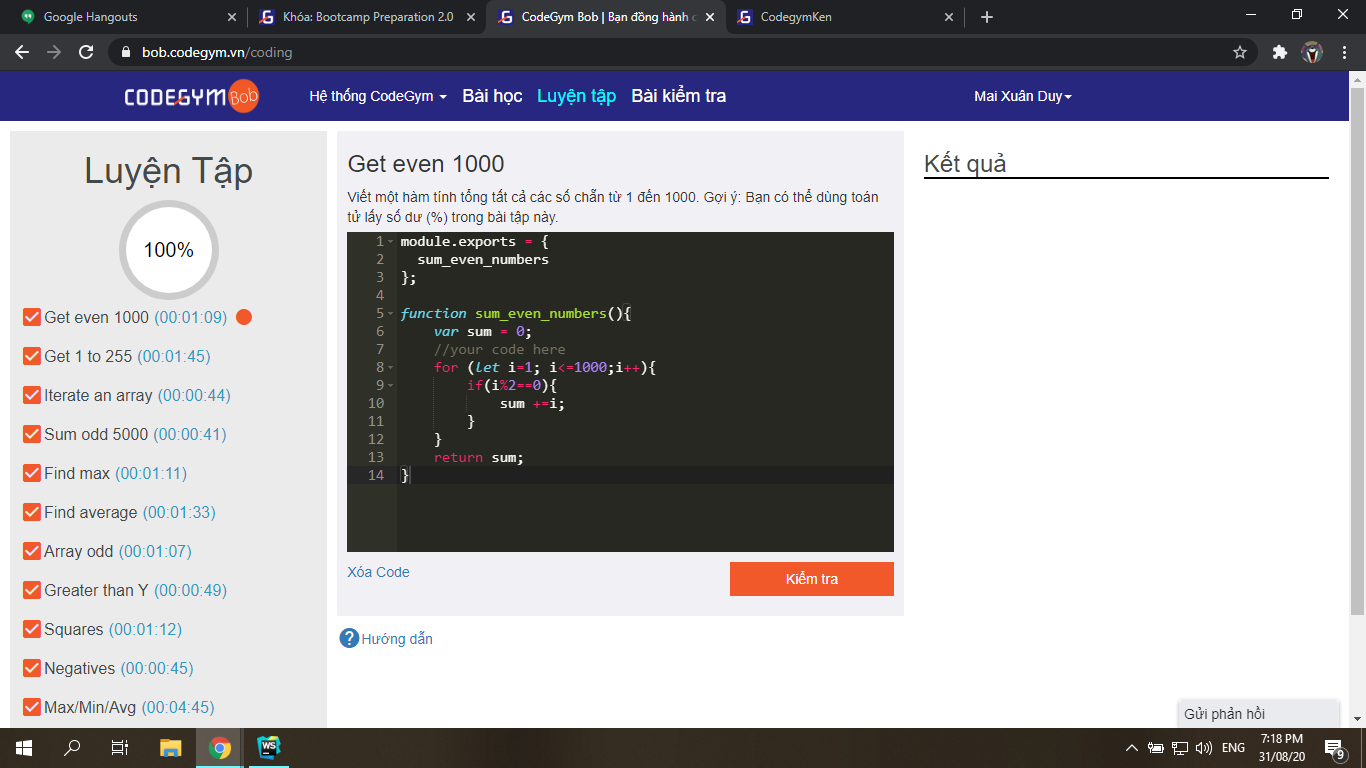 Google Hangouts
Khóa: Bootcamp Preparation 2.0
CodeGym Bob | Bạn đồng hành c
CodegymKen
bob.codegym.vn/coding
CODEGYM Bob
Hệ thống CodeGym
Bài học
Luyện tập
Bài kiểm tra
Mai Xuân Duy
Luyện Tập
100%
Get even 1000 (00:01:09)
Get 1 to 255 (00:01:45)
Iterate an array (00:00:44)
Sum odd 5000 (00:00:41)
Find max (00:01:11)
Find average (00:01:33)
Array odd (00:01:07)
Greater than Y (00:00:49)
Squares (00:01:12)
Negatives (00:00:45)
Max/Min/Avg (00:04:45)
Get even 1000
Viết một hàm tính tổng tất cả các số chẵn từ 1 đến 1000. Gợi ý: Bạn có thể dùng toán
tử lấy số dư (%) trong bài tập này.
1 module.exports = {
2 sum_even_numbers
3 };
4
5 function sum_even_numbers(){
6 var sum = 0;
7 //your code here
8 for (let i=1; i<=1000;i++){
9 if(i%2==0){
10 sum +=i;
11 }
12 }
13 return sum;
14 }
Xóa Code
Kiểm tra
? Hướng dẫn
Kết quả
Gửi phản hồi
WS
ENG
7:18 PM
31/08/20
9